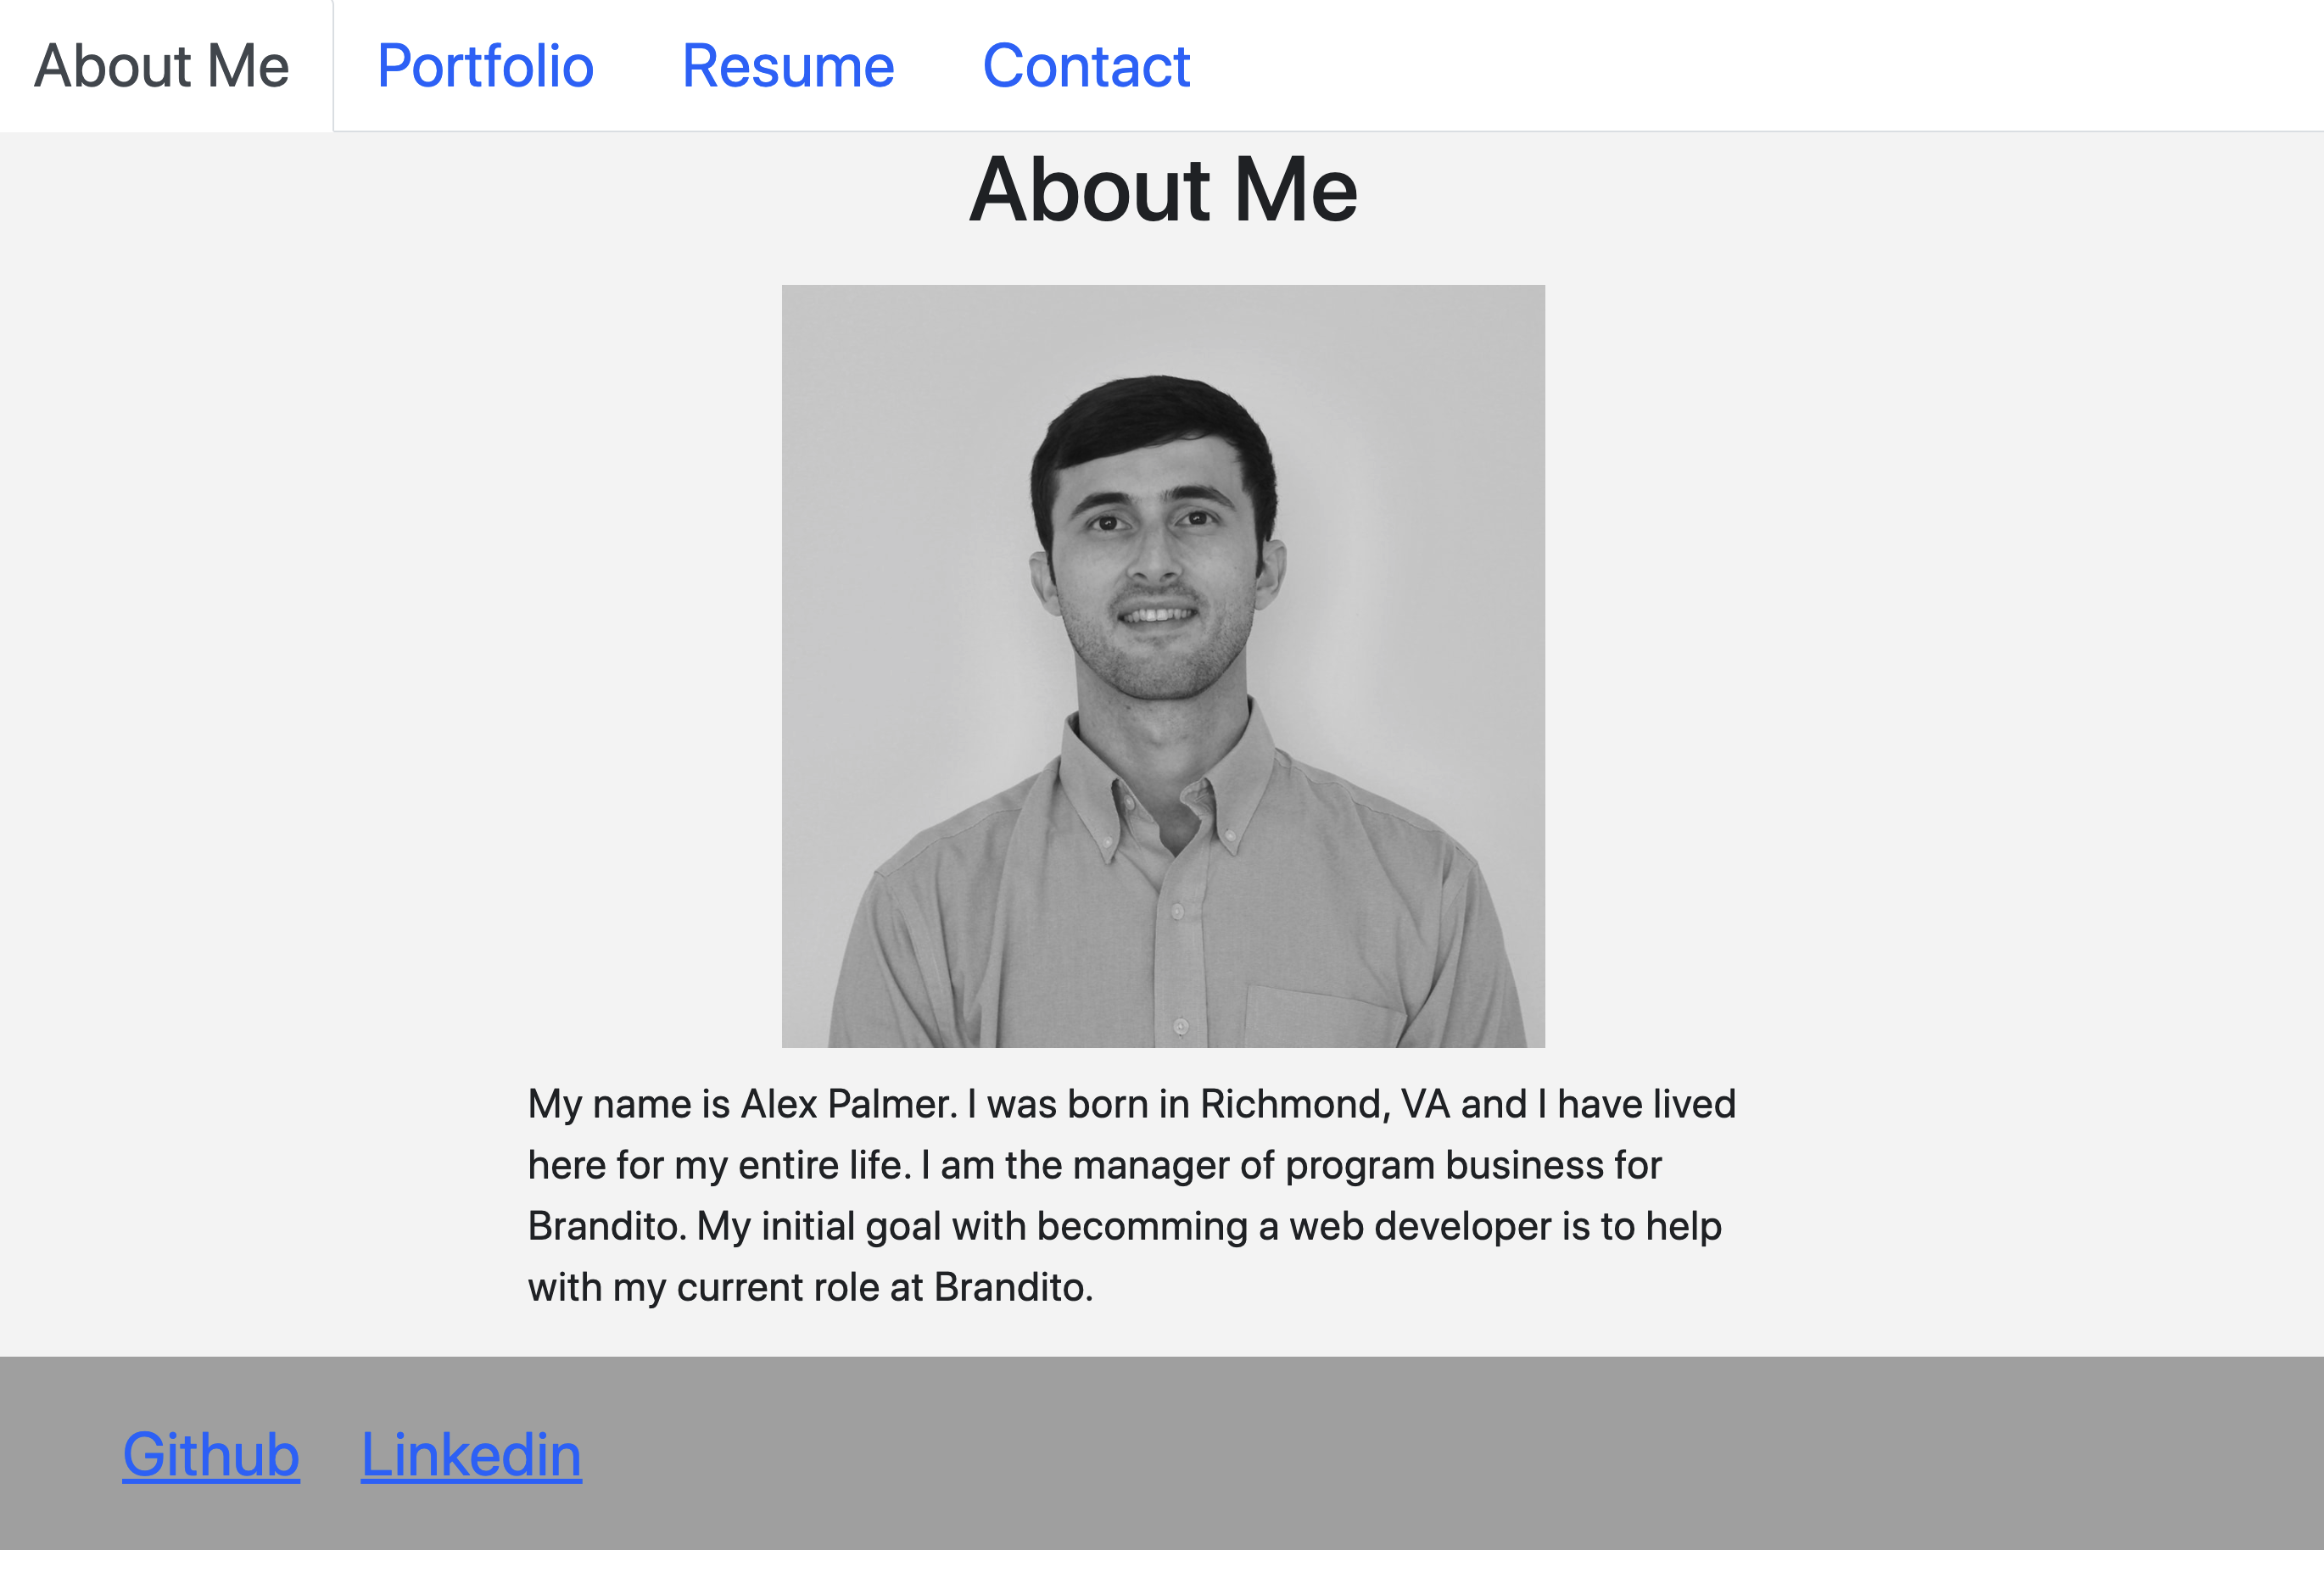 About Me Portfolio Resume Contact
About Me
My name is Alex Palmer. I was born in Richmond, VA and I have lived
here for my entire life. I am the manager of program business for
Brandito. My initial goal with becomming a web developer is to help
with my current role at Brandito.
Github Linkedin